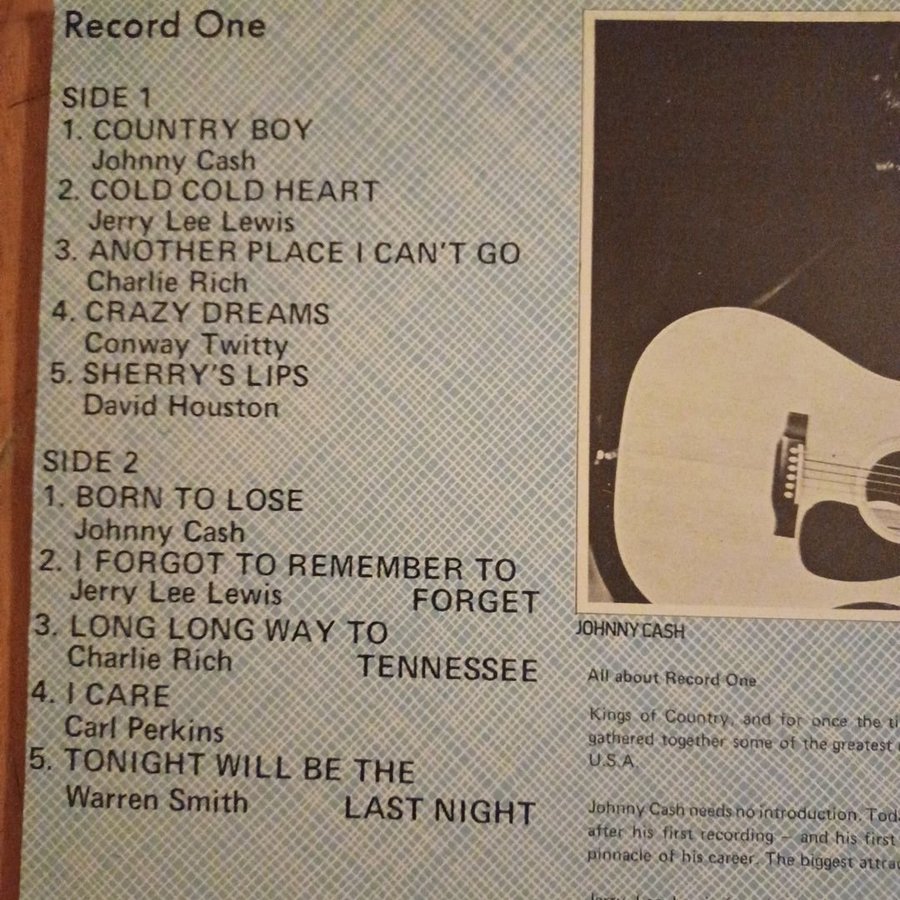 Record One
SIDE 1
1. COUNTRY BOY
Johnny Cash
2. COLD COLD HEART
Jerry Lee Lewis
3. ANOTHER PLACE I CAN'T GO
Charlie Rich
4. CRAZY DREAMS
Conway Twitty
5. SHERRY'S LIPS
David Houston
SIDE 2
1. BORN TO LOSE
Johnny Cash
2. I FORGOT TO REMEMBER TO
Jerry Lee Lewis FORGET
3. LONG LONG WAY TO
Charlie Rich TENNESSEE
4. I CARE
Carl Perkins
5. TONIGHT WILL BE THE
Warren Smith LAST NIGHT
JOHNNY CASH
All about Record One
Kings of Country, and for once the
gathered together some of the greatest
U.S.A.
Johnny Cash needs no introduction.
after his first recording – and his first
pinnacle of his career. The biggest